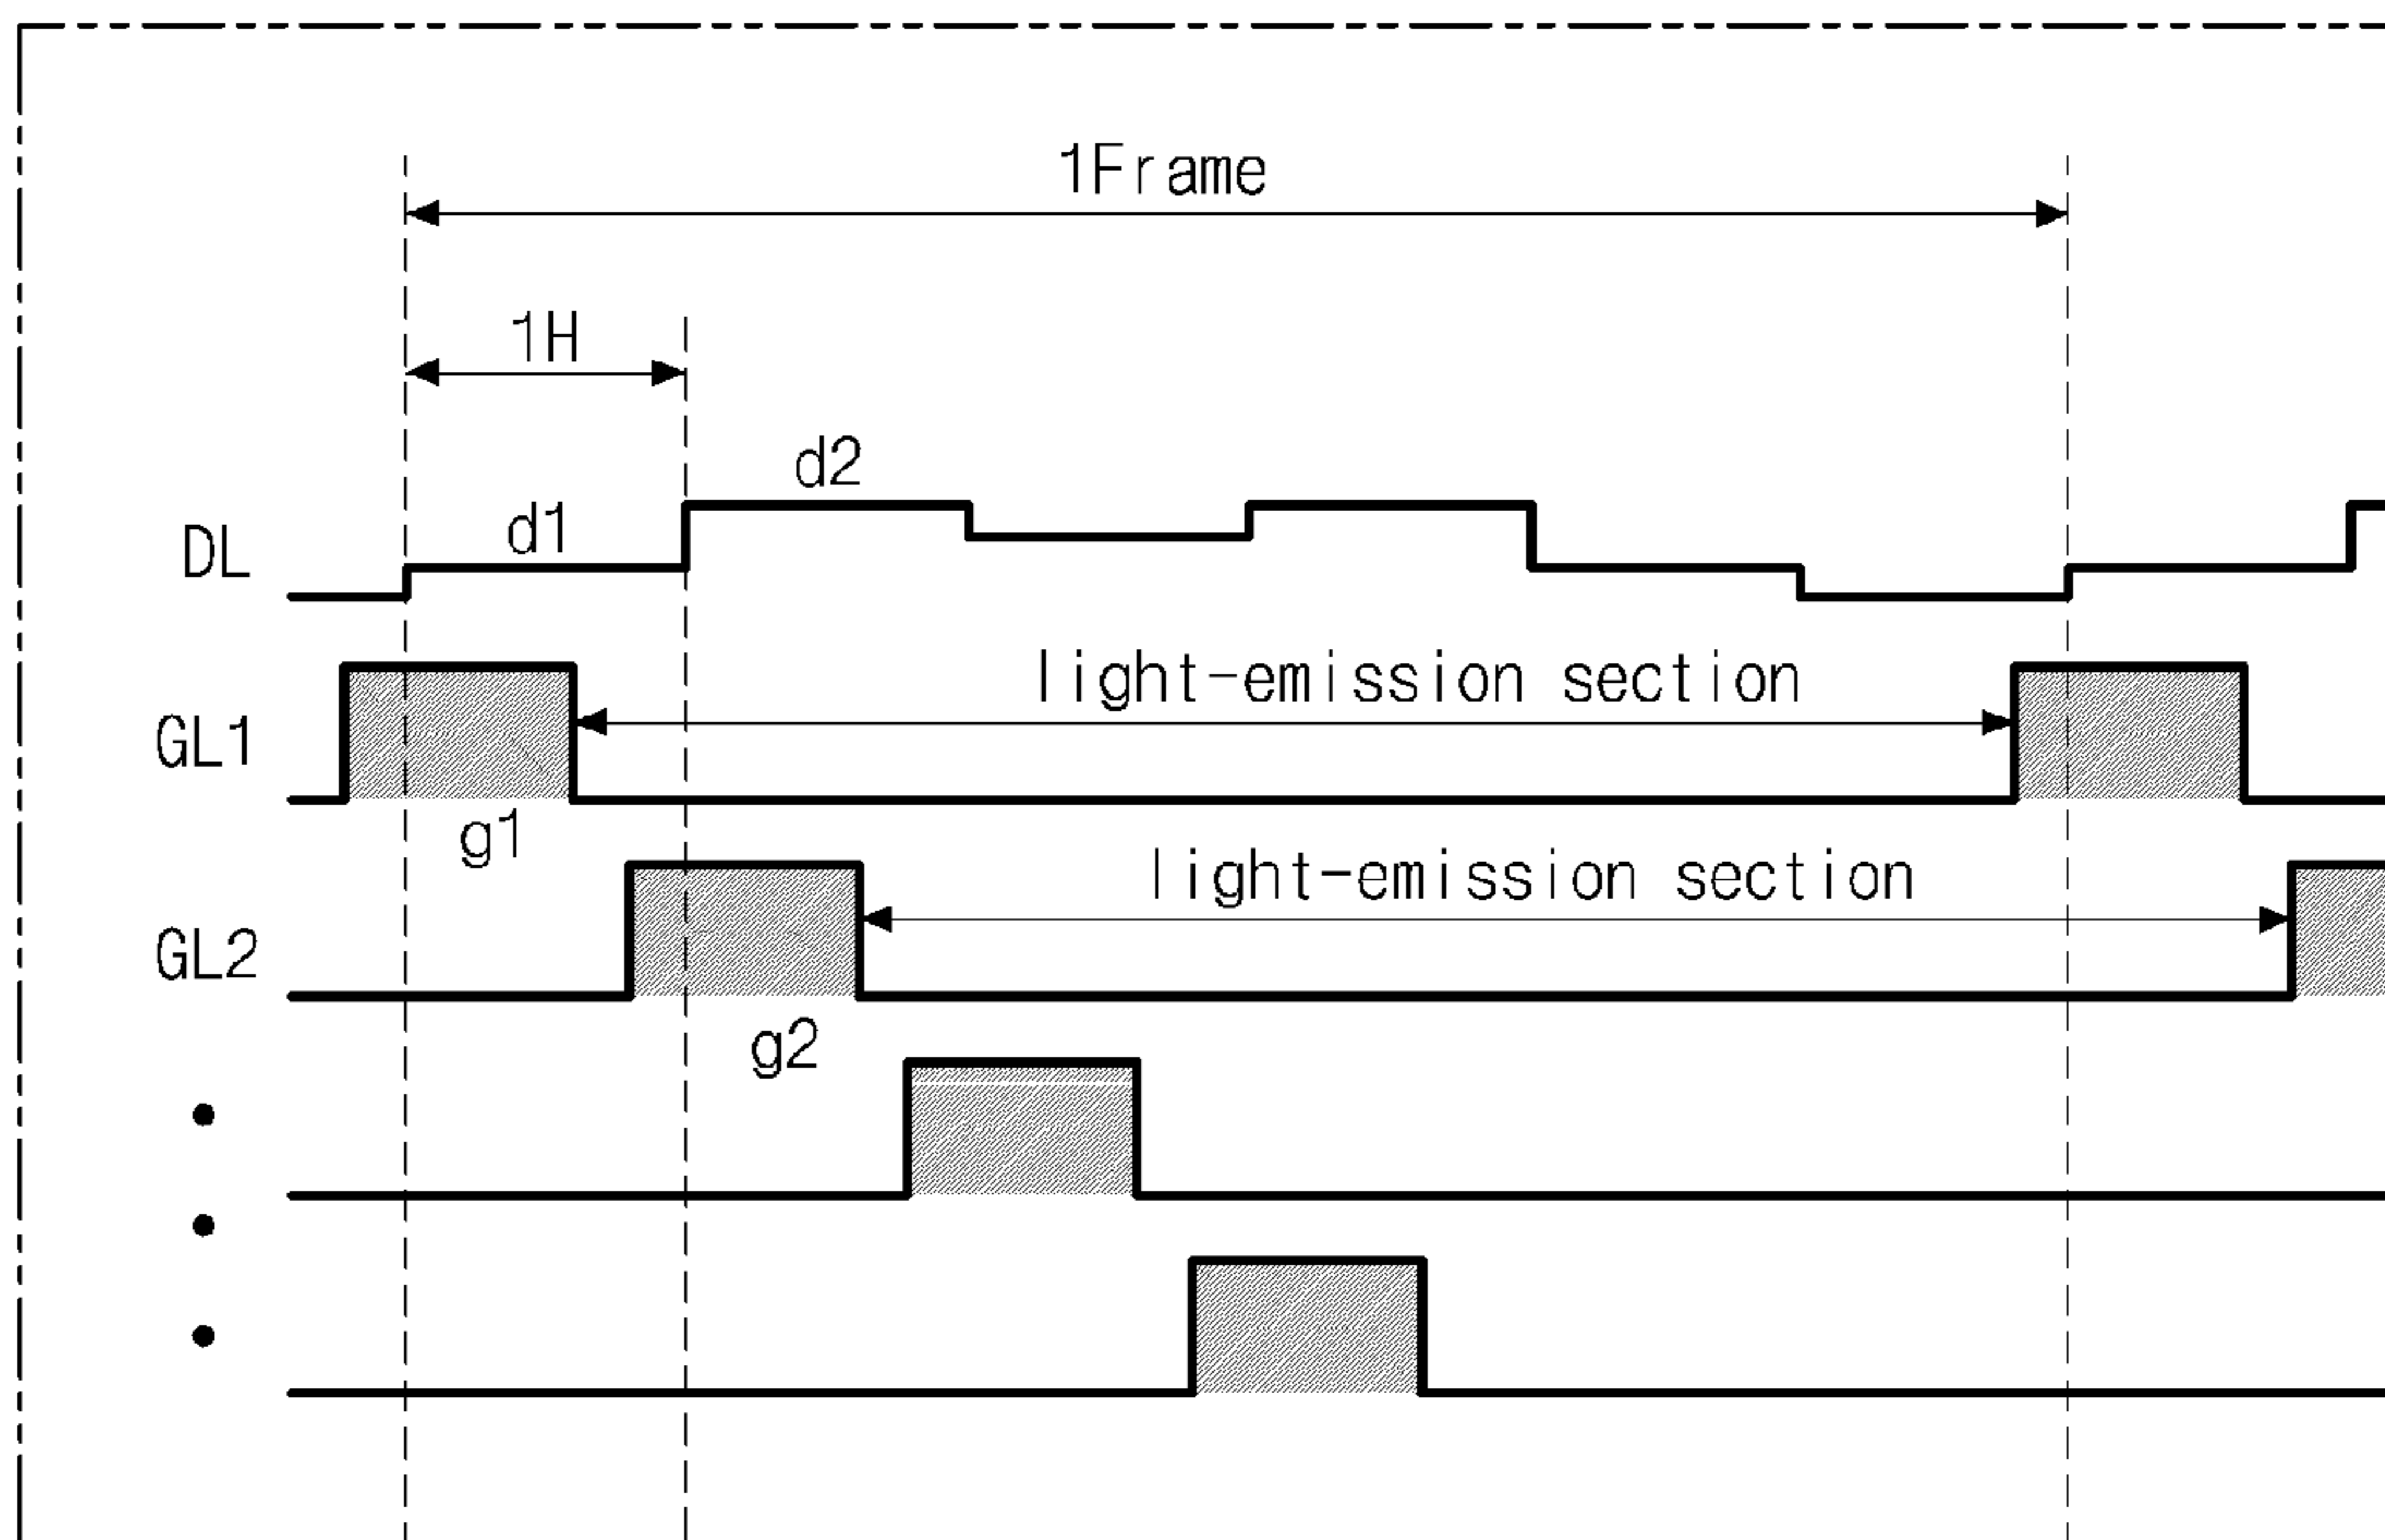 1Frame
1H
d2
d1
DL
light-emission section
GL1
g1
light-emission section
GL2
g2